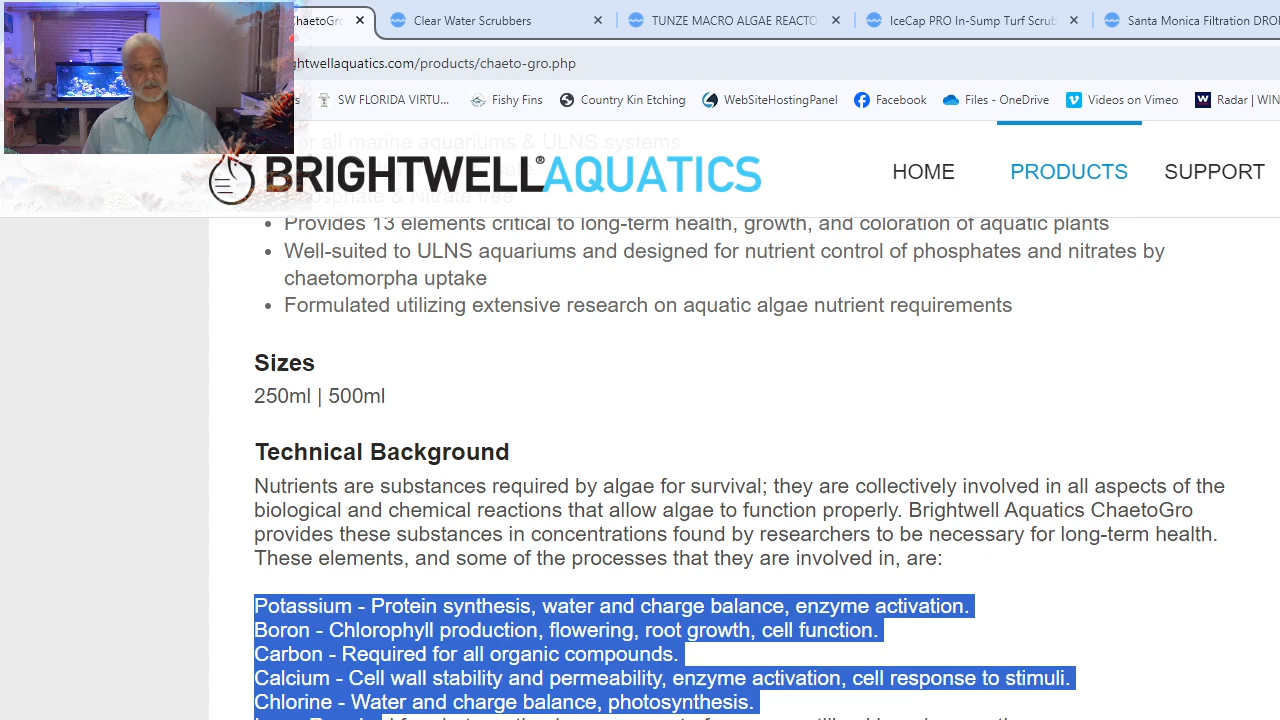 ChaetoGro
Clear Water Scrubbers
TUNZE MACRO ALGAE REACTO
IceCap PRO In-Sump Turf Scrub
Santa Monica Filtration DRO
ghtwellaquatics.com/products/chaeto-gro.php
SW FLORIDA VIRTU...
Fishy Fins
Country Kin Etching
WebSiteHostingPanel
Facebook
Files - OneDrive
Videos on Vimeo
Radar | WIN
or all marine aquariums & ULNS systems
BRIGHTWELL® AQUATICS
HOME
PRODUCTS
SUPPORT
Phosphate & Nitrate free
• Provides 13 elements critical to long-term health, growth, and coloration of aquatic plants
• Well-suited to ULNS aquariums and designed for nutrient control of phosphates and nitrates by
chaetomorpha uptake
• Formulated utilizing extensive research on aquatic algae nutrient requirements
Sizes
250ml | 500ml
Technical Background
Nutrients are substances required by algae for survival; they are collectively involved in all aspects of the
biological and chemical reactions that allow algae to function properly. Brightwell Aquatics ChaetoGro
provides these substances in concentrations found by researchers to be necessary for long-term health.
These elements, and some of the processes that they are involved in, are:
Potassium - Protein synthesis, water and charge balance, enzyme activation.
Boron - Chlorophyll production, flowering, root growth, cell function.
Carbon - Required for all organic compounds.
Calcium - Cell wall stability and permeability, enzyme activation, cell response to stimuli.
Chlorine - Water and charge balance, photosynthesis.